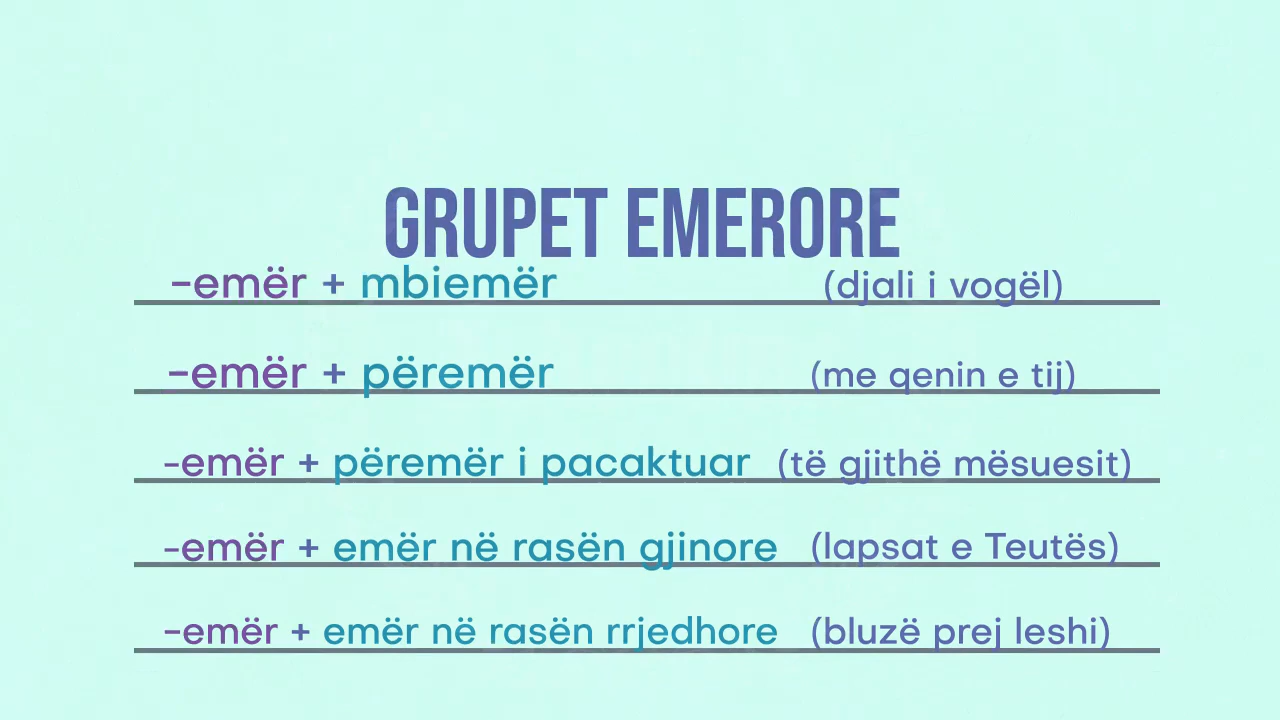 GRUPET EMERORE
-emër + mbiemër (djali i vogël)
-emër + përemër (me qenin e tij)
-emër + përemër i pacaktuar (të gjithë mësuesit)
-emër + emër në rasën gjinore (lapsat e Teutës)
-emër + emër në rasën rrjedhore (bluzë prej leshi)